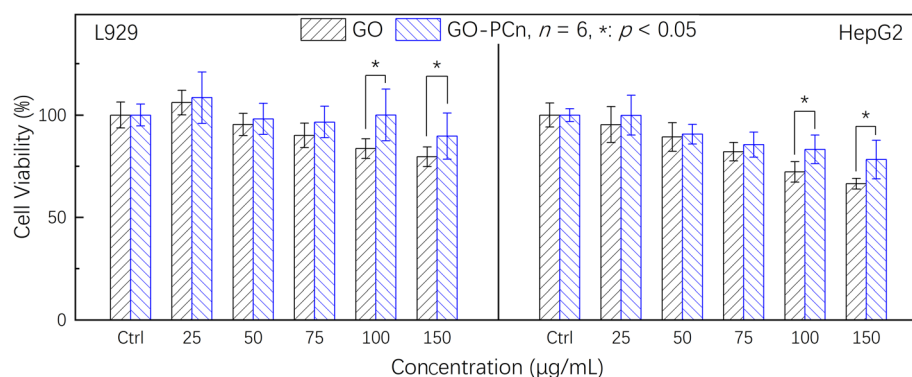 L929
GO GO-PCn, n = 6, *: p < 0.05
HepG2
* * * *
Cell Viability (%)
100
50
0
Ctrl 25 50 75 100 150 Ctrl 25 50 75 100 150
Concentration (μg/mL)